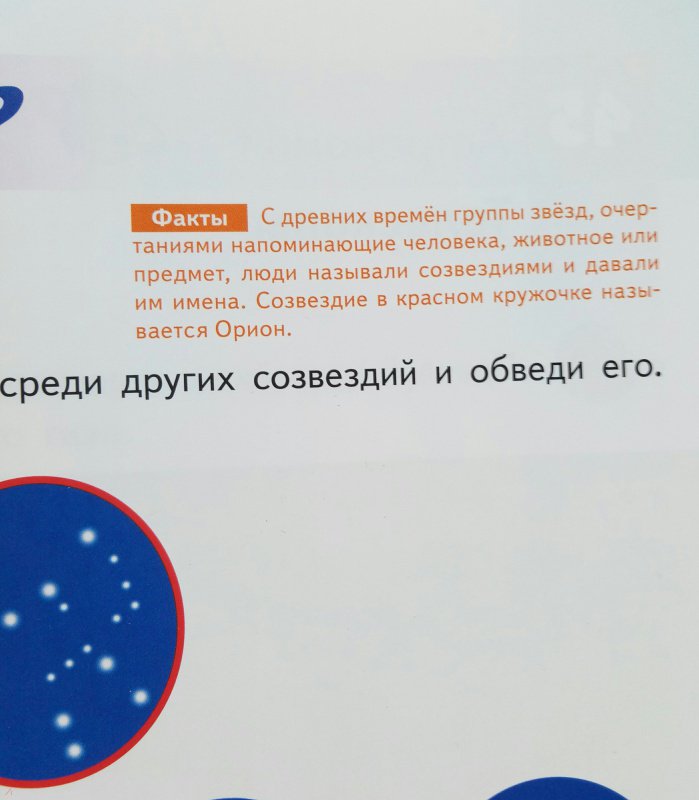 Факты С древних времён группы звёзд, очер-
таниями напоминающие человека, животное или
предмет, люди называли созвездиями и давали
им имена. Созвездие в красном кружочке назы-
вается Орион.
среди других созвездий и обведи его.